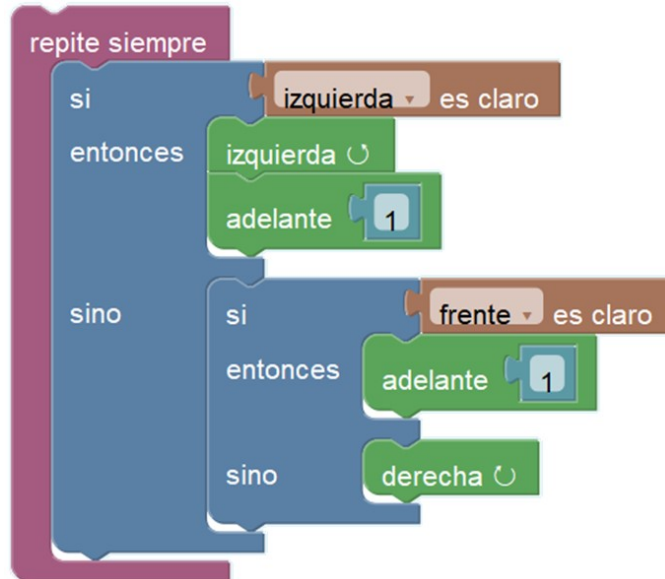 repite siempre
si izquierda es claro
entonces izquierda
adelante 1
sino si frente es claro
entonces adelante 1
sino derecha